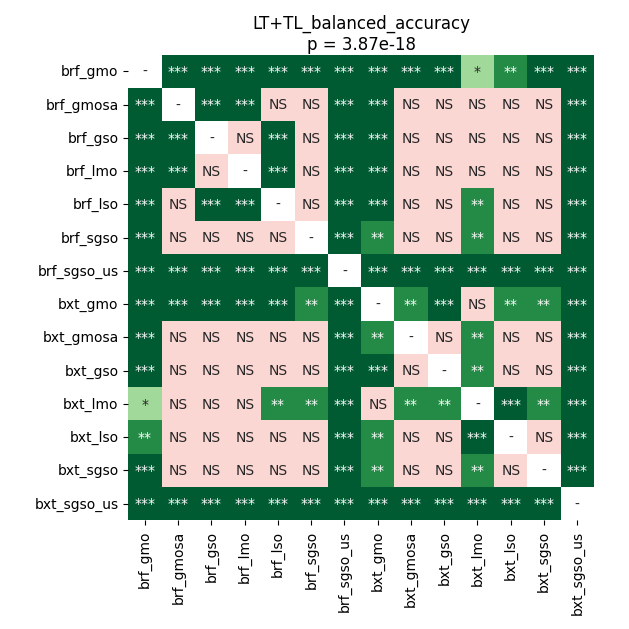 LT+TL_balanced_accuracy
p = 3.87e-18
brf_gmo - *** *** *** *** *** *** *** *** *** * ** *** ***
brf_gmosa *** - *** *** NS NS *** *** NS NS NS NS NS ***
brf_gso *** *** - NS *** NS *** *** NS NS NS NS NS ***
brf_lmo *** *** NS - *** NS *** *** NS NS NS NS NS ***
brf_lso *** NS *** *** - NS *** *** NS NS ** NS NS ***
brf_sgso *** NS NS NS NS - *** ** NS NS ** NS NS ***
brf_sgso_us *** *** *** *** *** *** - *** *** *** *** *** *** ***
bxt_gmo *** *** *** *** *** ** *** - ** *** NS ** ** ***
bxt_gmosa *** NS NS NS NS NS *** ** - NS ** NS NS ***
bxt_gso *** NS NS NS NS NS *** *** NS - ** NS NS ***
bxt_lmo * NS NS NS ** ** *** NS ** ** - *** ** ***
bxt_lso ** NS NS NS NS NS *** ** NS NS *** - NS ***
bxt_sgso *** NS NS NS NS NS *** ** NS NS ** NS - ***
bxt_sgso_us *** *** *** *** *** *** *** *** *** *** *** *** *** -
brf_gmo brf_gmosa brf_gso brf_lmo brf_lso brf_sgso brf_sgso_us bxt_gmo bxt_gmosa bxt_gso bxt_lmo bxt_lso bxt_sgso bxt_sgso_us